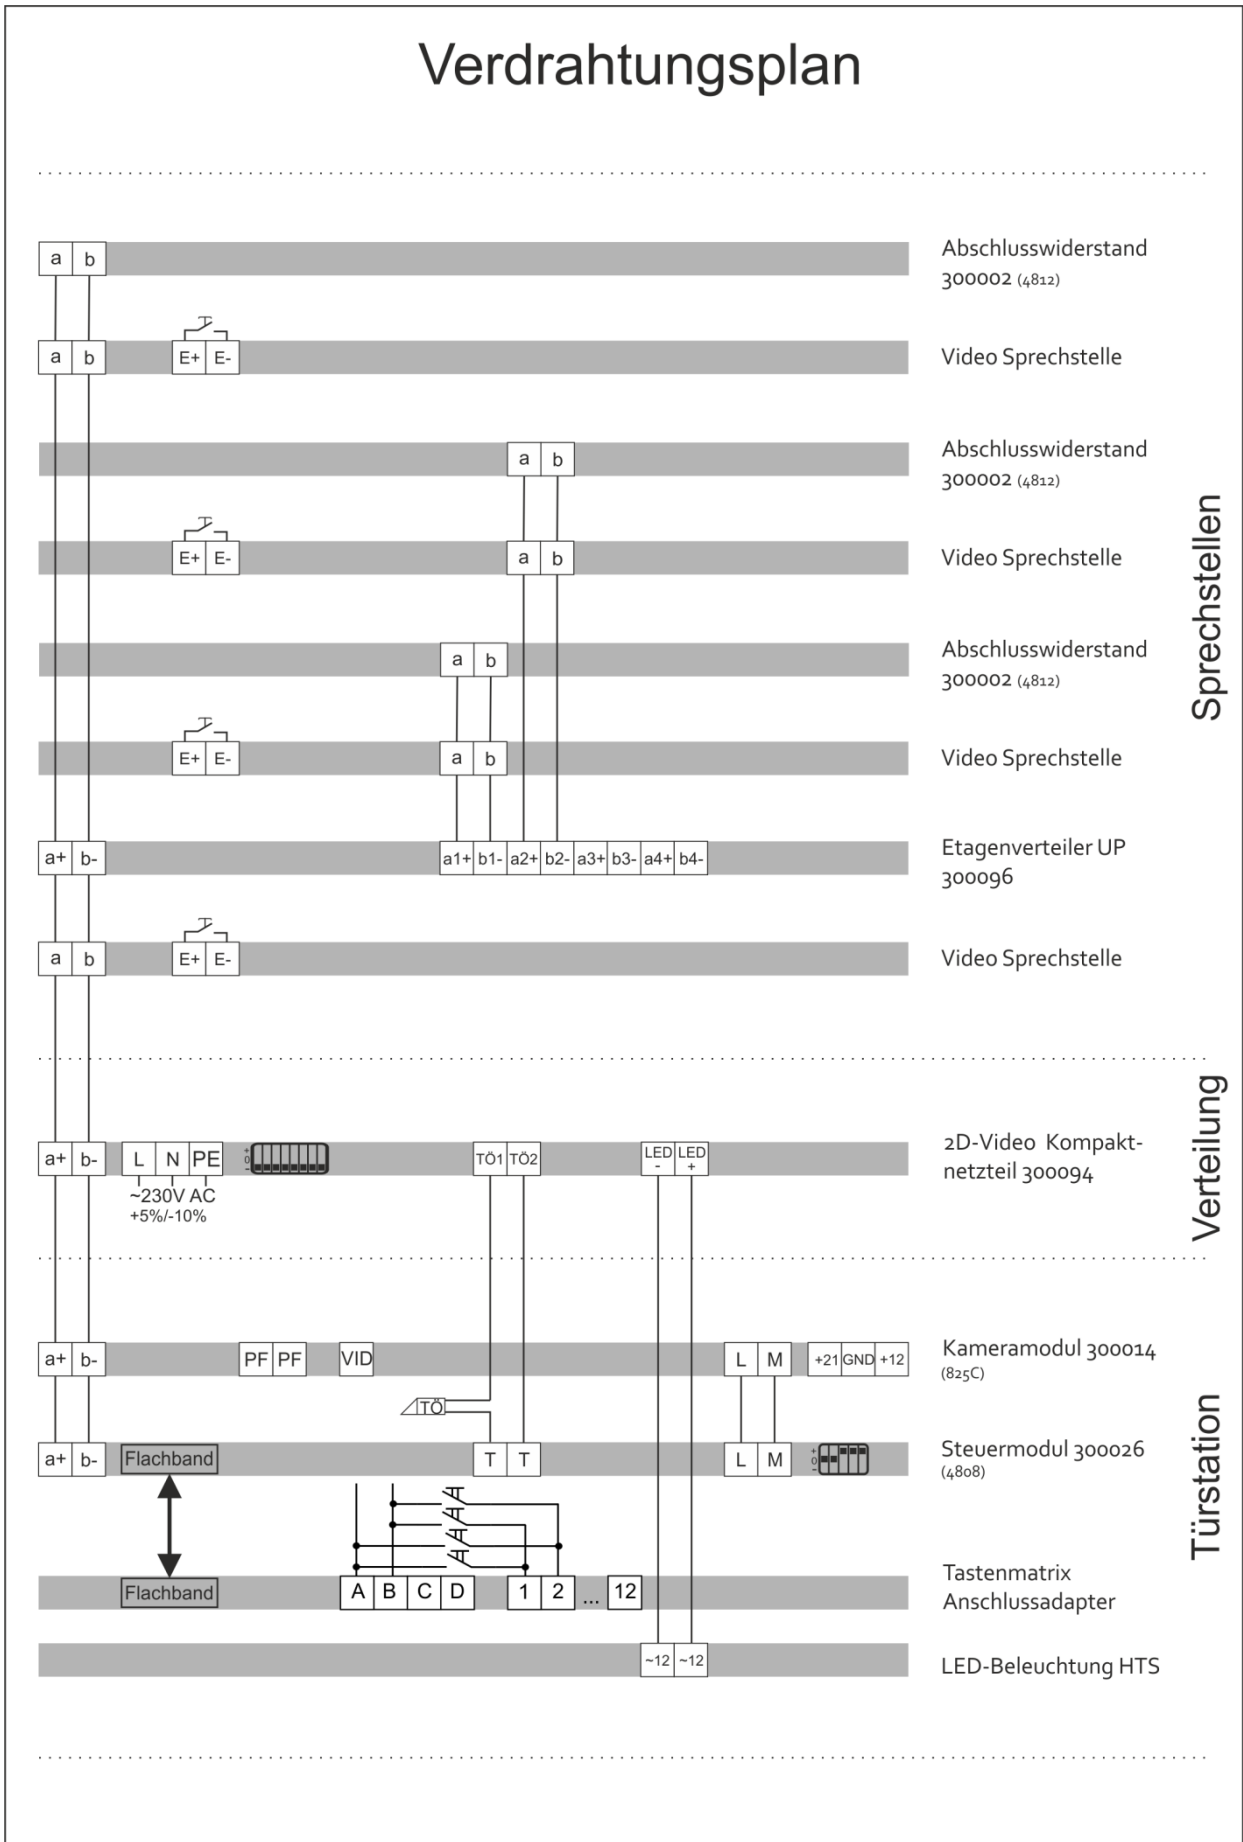 Verdrahtungsplan
a b
Abschlusswiderstand
300002 (4812)
a b E+ E-
Video Sprechstelle
a b
Abschlusswiderstand
300002 (4812)
E+ E- a b
Video Sprechstelle
a b
Abschlusswiderstand
300002 (4812)
E+ E- a b
Video Sprechstelle
a+ b- a1+ b1- a2+ b2- a3+ b3- a4+ b4-
Etagenverteiler UP
300096
a b E+ E-
Video Sprechstelle
Sprechstellen
a+ b- L N PE + 0 - TÖ1 TÖ2 LED - LED +
~230V AC
+5%/-10%
2D-Video Kompakt-
netzteil 300094
Verteilung
a+ b- PF PF VID L M +21 GND +12
Kameramodul 300014
(825C)
TÖ
a+ b- Flachband T T L M + 0 -
Steuermodul 300026
(4808)
Flachband A B C D 1 2 ... 12
Tastenmatrix
Anschlussadapter
~12 ~12
LED-Beleuchtung HTS
Türstation